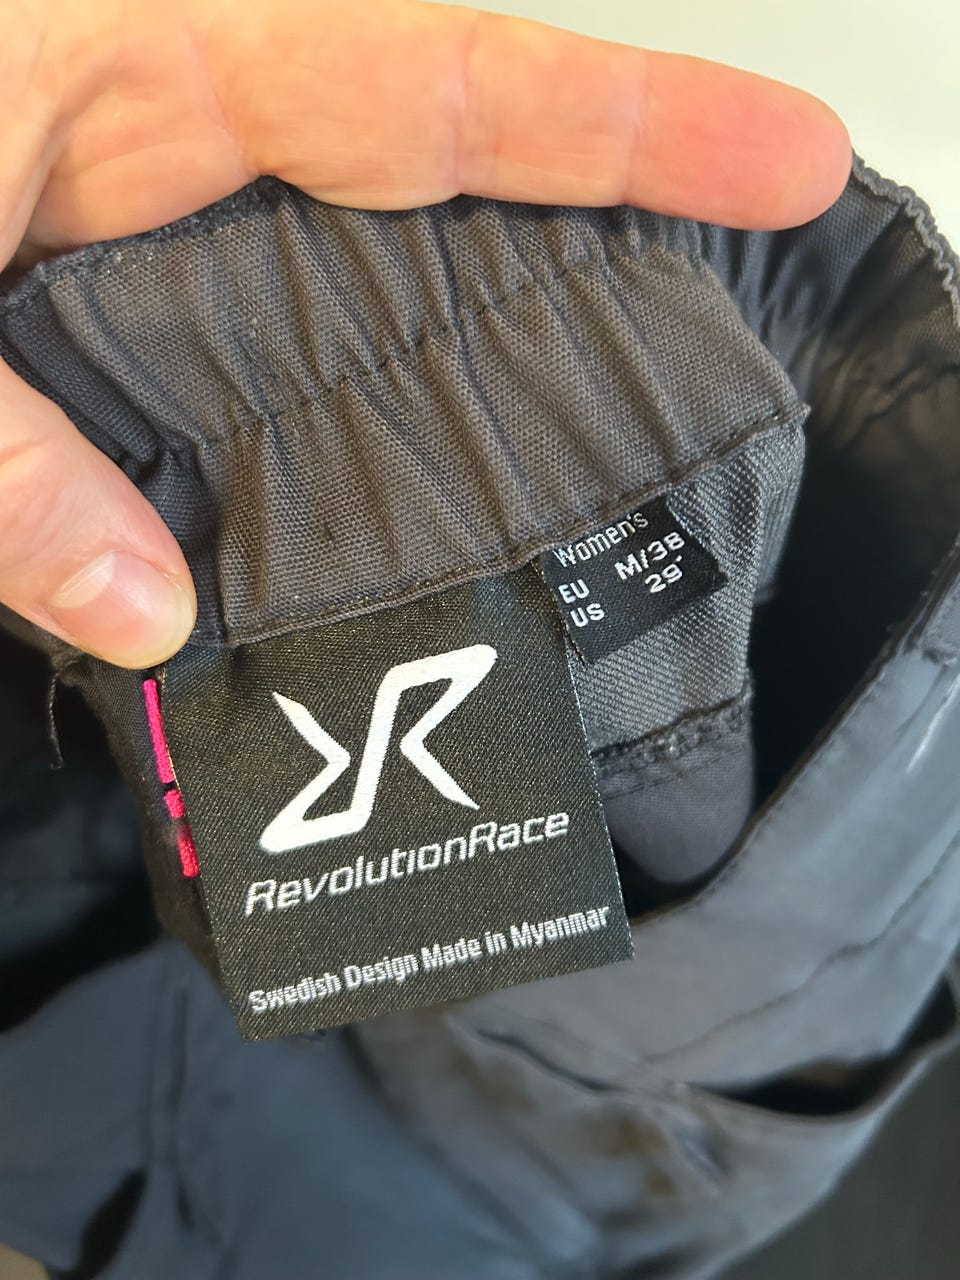 Women's
EU M/38
US 29"
RevolutionRace
Swedish Design Made in Myanmar